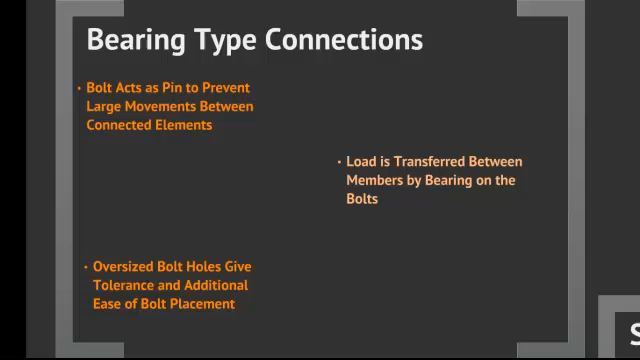 Bearing Type Connections
• Bolt Acts as Pin to Prevent
Large Movements Between
Connected Elements
• Load is Transferred Between
Members by Bearing on the
Bolts
• Oversized Bolt Holes Give
Tolerance and Additional
Ease of Bolt Placement
S